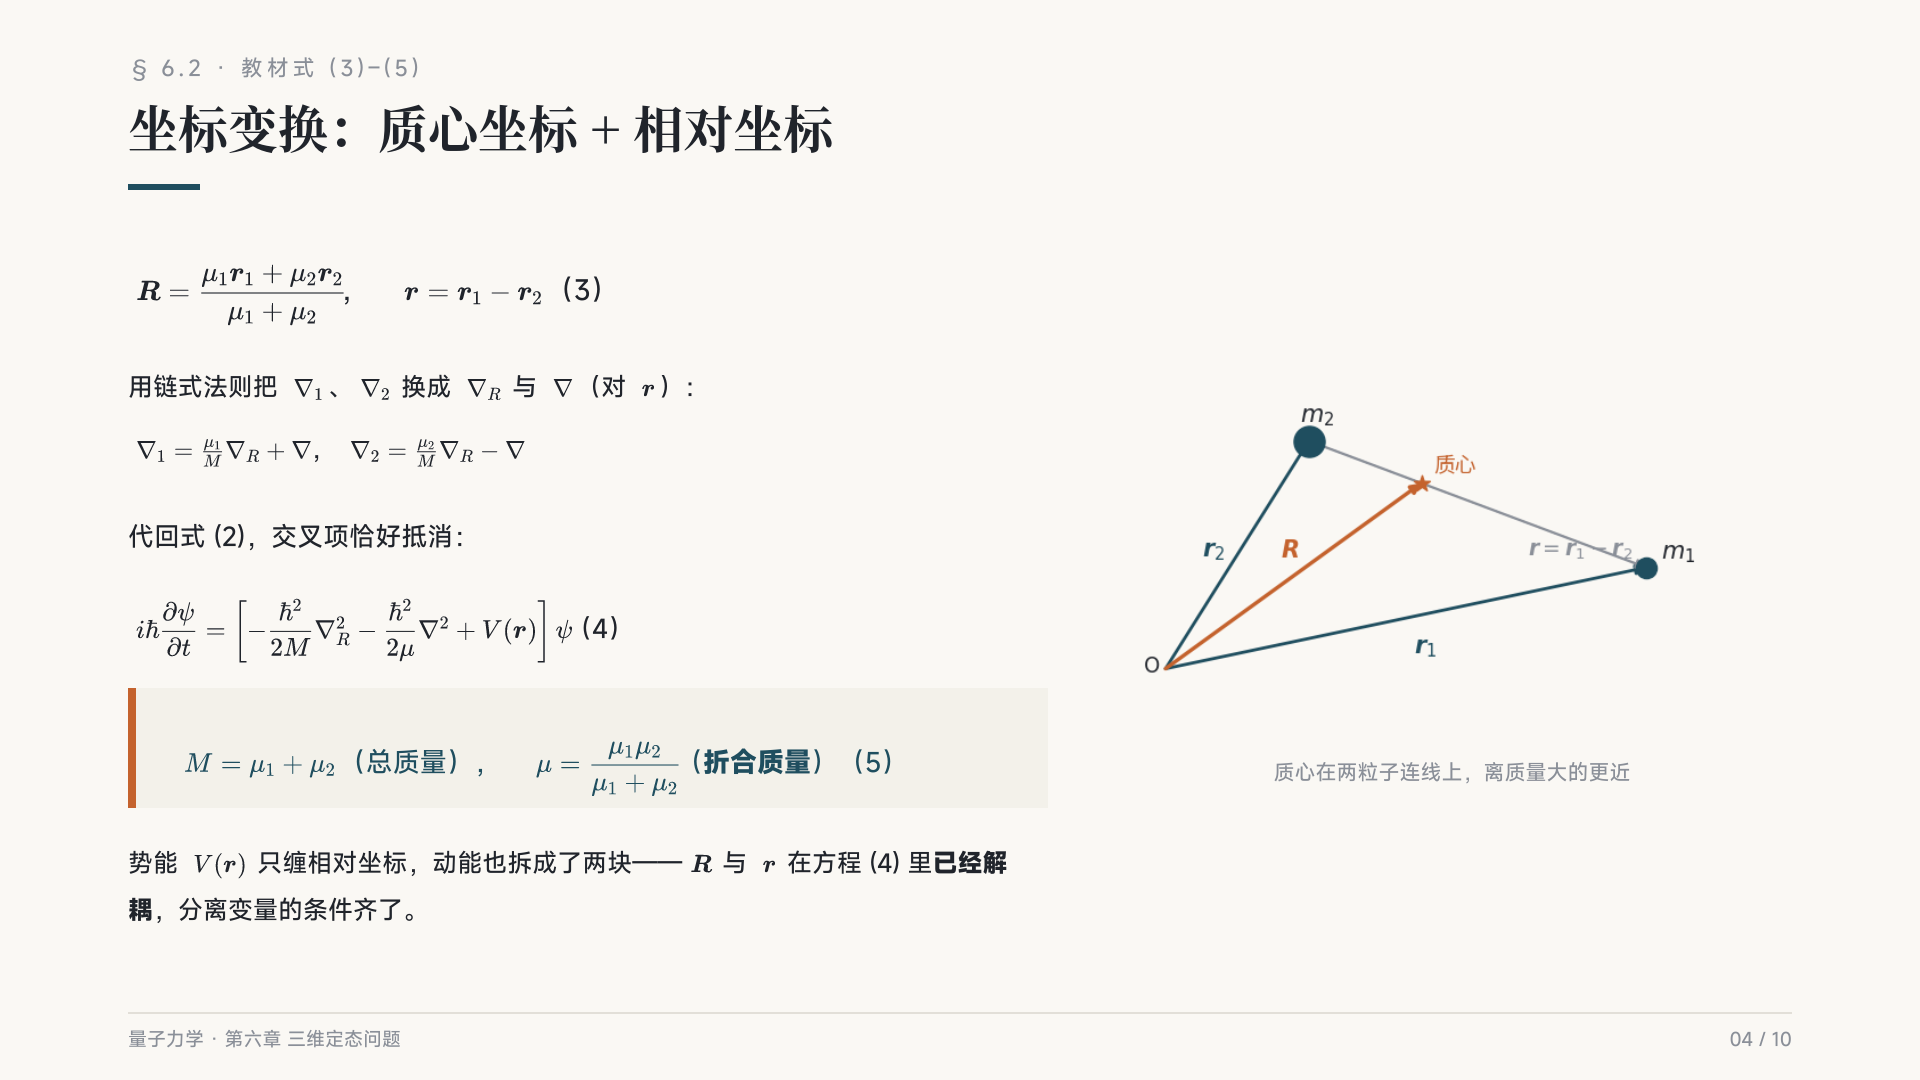 § 6.2 · 教材式 (3)–(5)
坐标变换：质心坐标 + 相对坐标
R = (μ₁r₁ + μ₂r₂)/(μ₁ + μ₂), r = r₁ − r₂（3）
用链式法则把 ∇₁、∇₂ 换成 ∇_R 与 ∇（对 r）：
∇₁ = μ₁/M ∇_R + ∇, ∇₂ = μ₂/M ∇_R − ∇
代回式 (2)，交叉项恰好抵消：
iħ ∂ψ/∂t = [−ħ²/2M ∇_R² − ħ²/2μ ∇² + V(r)] ψ (4)
M = μ₁ + μ₂（总质量）, μ = μ₁μ₂/(μ₁ + μ₂)（折合质量）（5）
势能 V(r) 只缠相对坐标，动能也拆成了两块—— R 与 r 在方程 (4) 里已经解
耦，分离变量的条件齐了。
m₂
质心
r₂
R
r = r₁ − r₂
m₁
r₁
O
质心在两粒子连线上，离质量大的更近
量子力学 · 第六章 三维定态问题
04 / 10